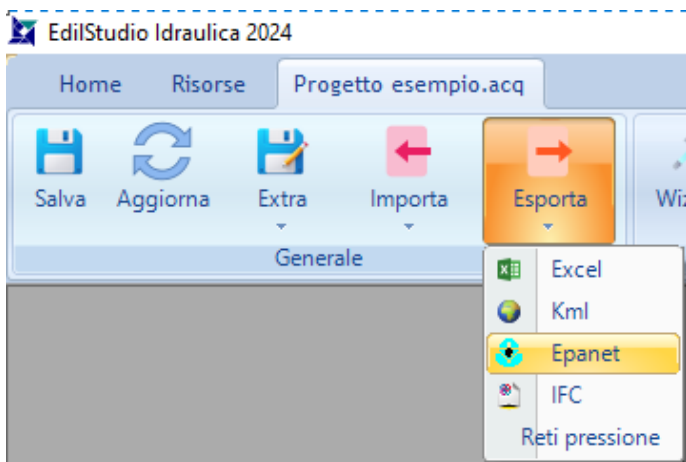 EdilStudio Idraulica 2024
Home Risorse Progetto esempio.acq
Salva Aggiorna Extra Importa Esporta
Generale
Excel
Kml
Epanet
IFC
Reti pressione